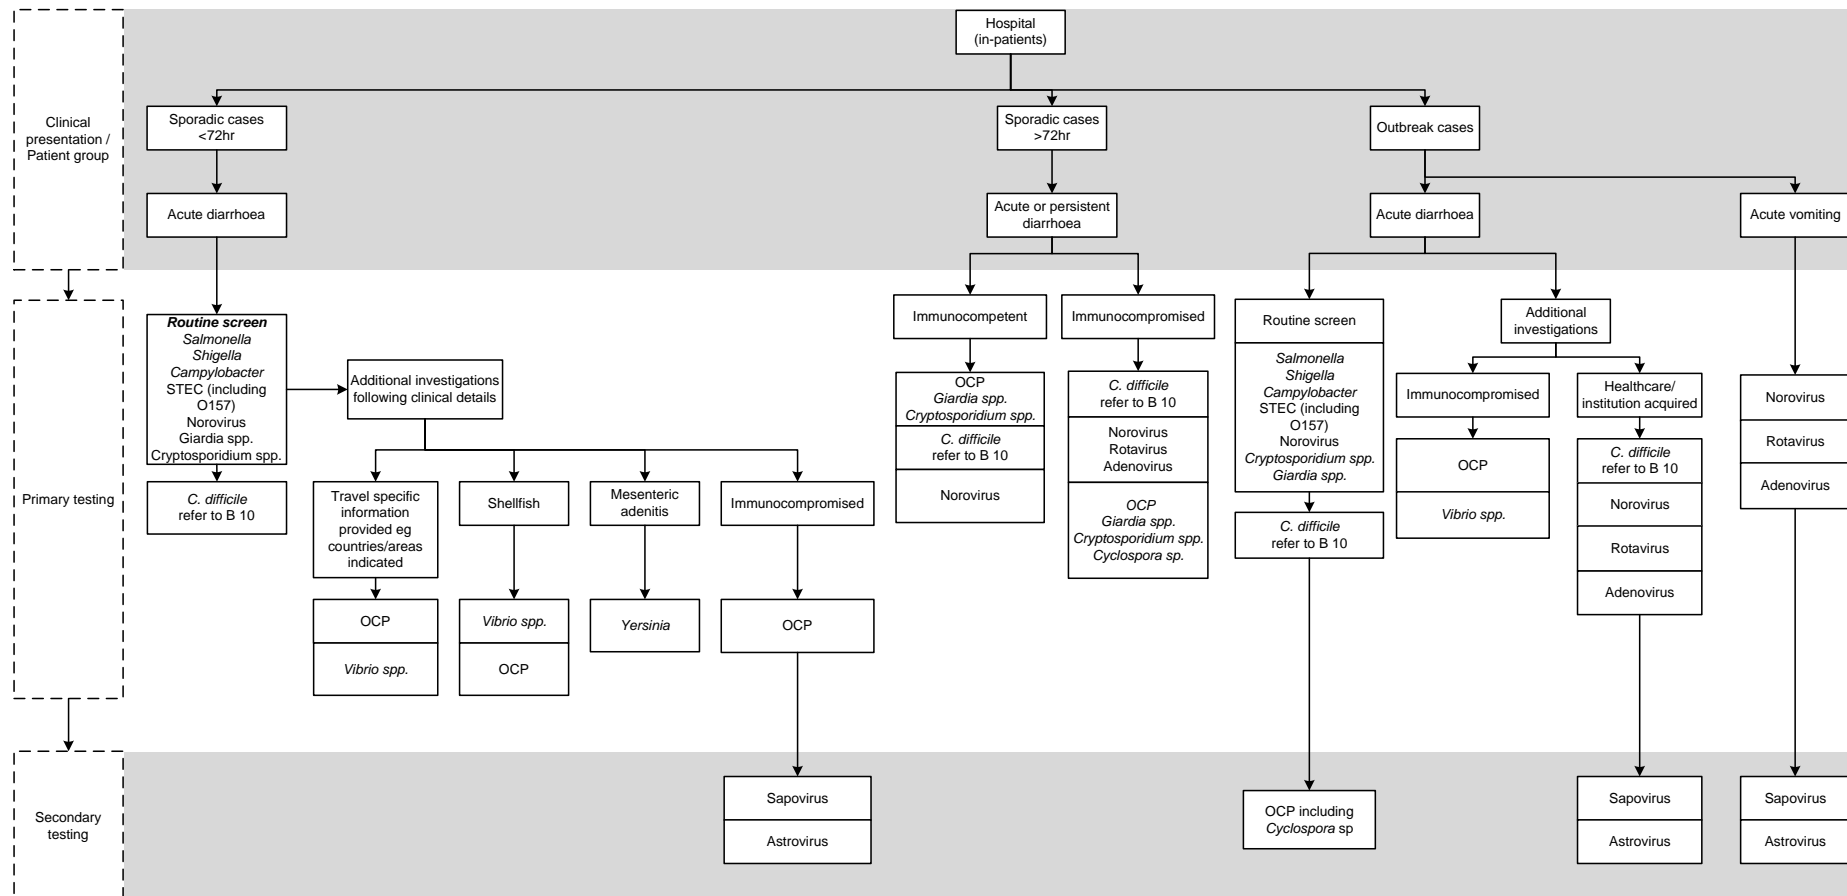 Hospital
(in-patients)
Clinical
presentation /
Patient group
Sporadic cases
<72hr
Sporadic cases
>72hr
Outbreak cases
Acute diarrhoea
Acute or persistent
diarrhoea
Acute diarrhoea
Acute vomiting
Primary testing
Routine screen
Salmonella
Shigella
Campylobacter
STEC (including
O157)
Norovirus
Giardia spp.
Cryptosporidium spp.
C. difficile
refer to B 10
Additional investigations
following clinical details
Travel specific
information
provided eg
countries/areas
indicated
OCP
Vibrio spp.
Shellfish
Vibrio spp.
OCP
Mesenteric
adenitis
Yersinia
Immunocompromised
OCP
Immunocompetent
OCP
Giardia spp.
Cryptosporidium spp.
C. difficile
refer to B 10
Norovirus
Immunocompromised
C. difficile
refer to B 10
Norovirus
Rotavirus
Adenovirus
OCP
Giardia spp.
Cryptosporidium spp.
Cyclospora sp.
Routine screen
Salmonella
Shigella
Campylobacter
STEC (including
O157)
Norovirus
Cryptosporidium spp.
Giardia spp.
C. difficile
refer to B 10
Additional
investigations
Immunocompromised
OCP
Vibrio spp.
Healthcare/
institution acquired
C. difficile
refer to B 10
Norovirus
Rotavirus
Adenovirus
Norovirus
Rotavirus
Adenovirus
Secondary
testing
Sapovirus
Astrovirus
OCP including
Cyclospora sp
Sapovirus
Astrovirus
Sapovirus
Astrovirus